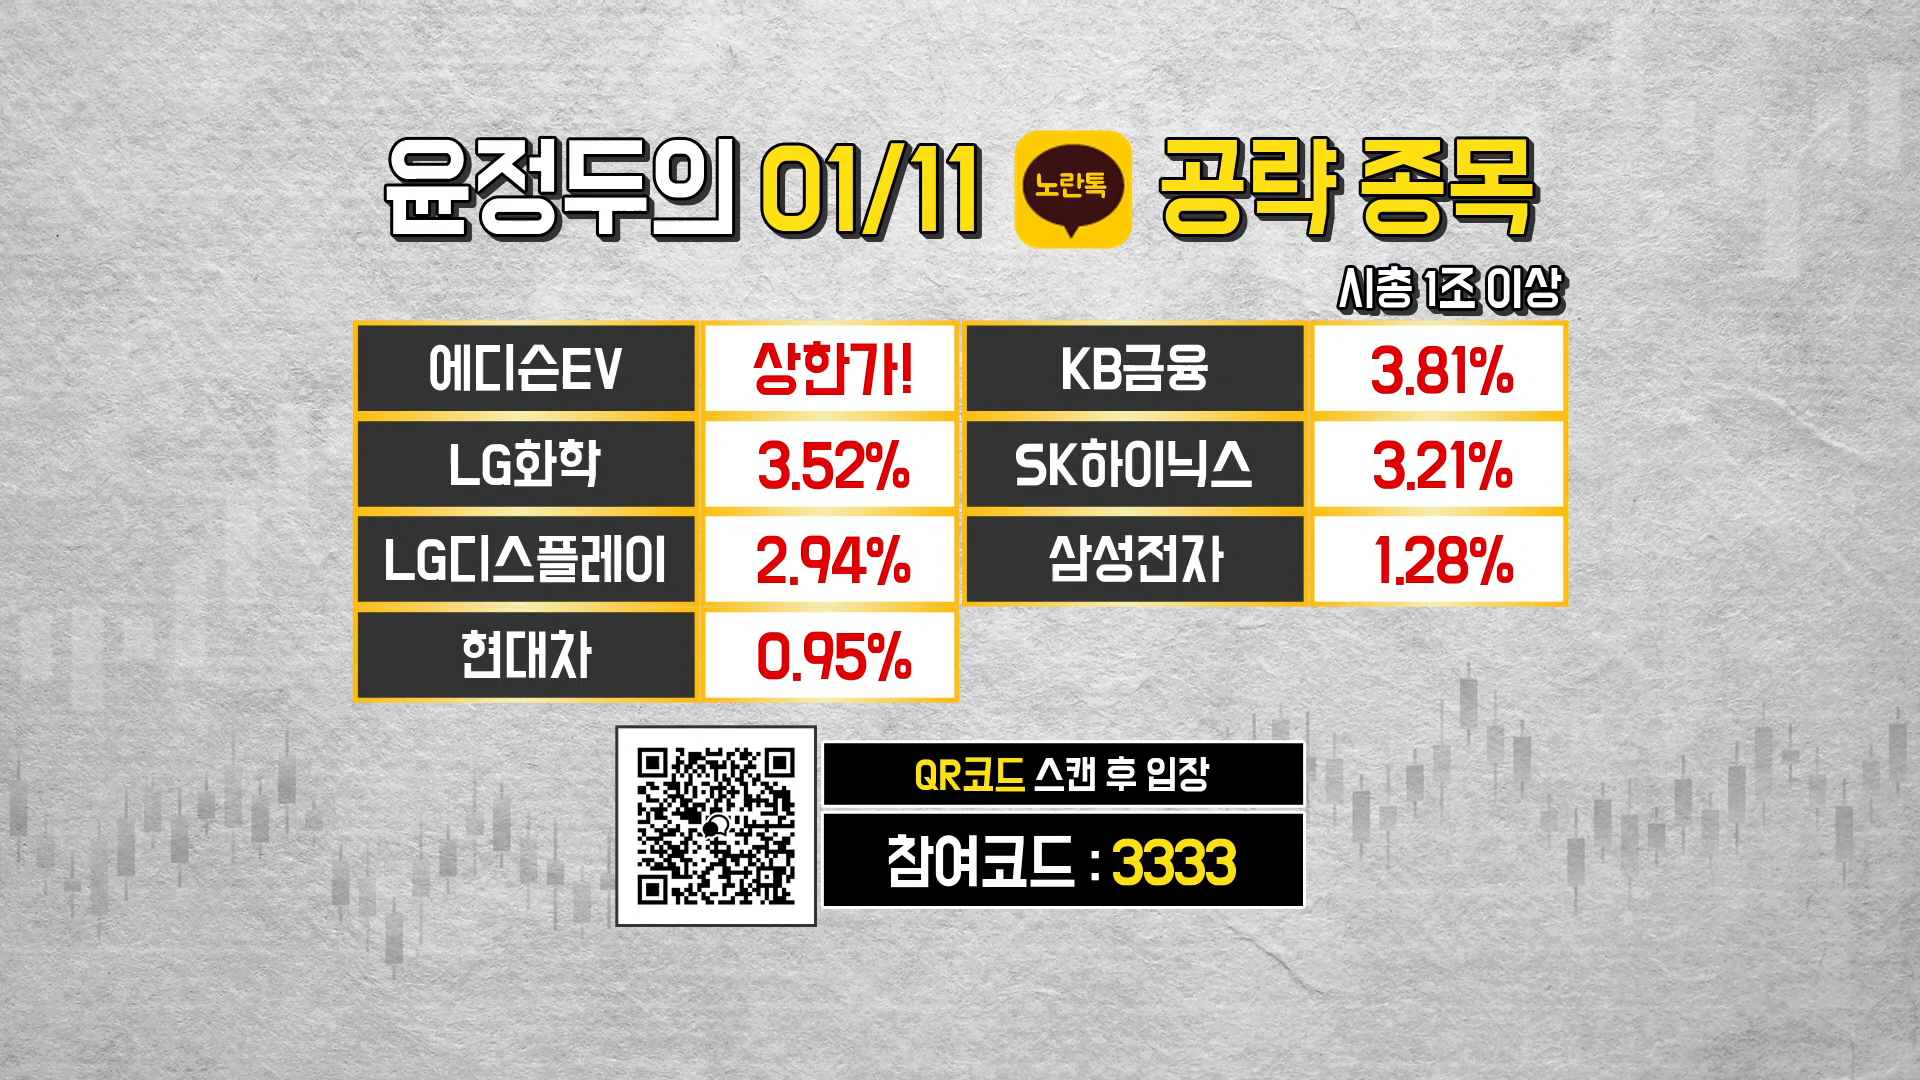 윤정두의 01/11 노란톡 공략 종목
시총 1조 이상
에디슨EV 상한가! KB금융 3.81%
LG화학 3.52% SK하이닉스 3.21%
LG디스플레이 2.94% 삼성전자 1.28%
현대차 0.95%
QR코드 스캔 후 입장
참여코드 : 3333